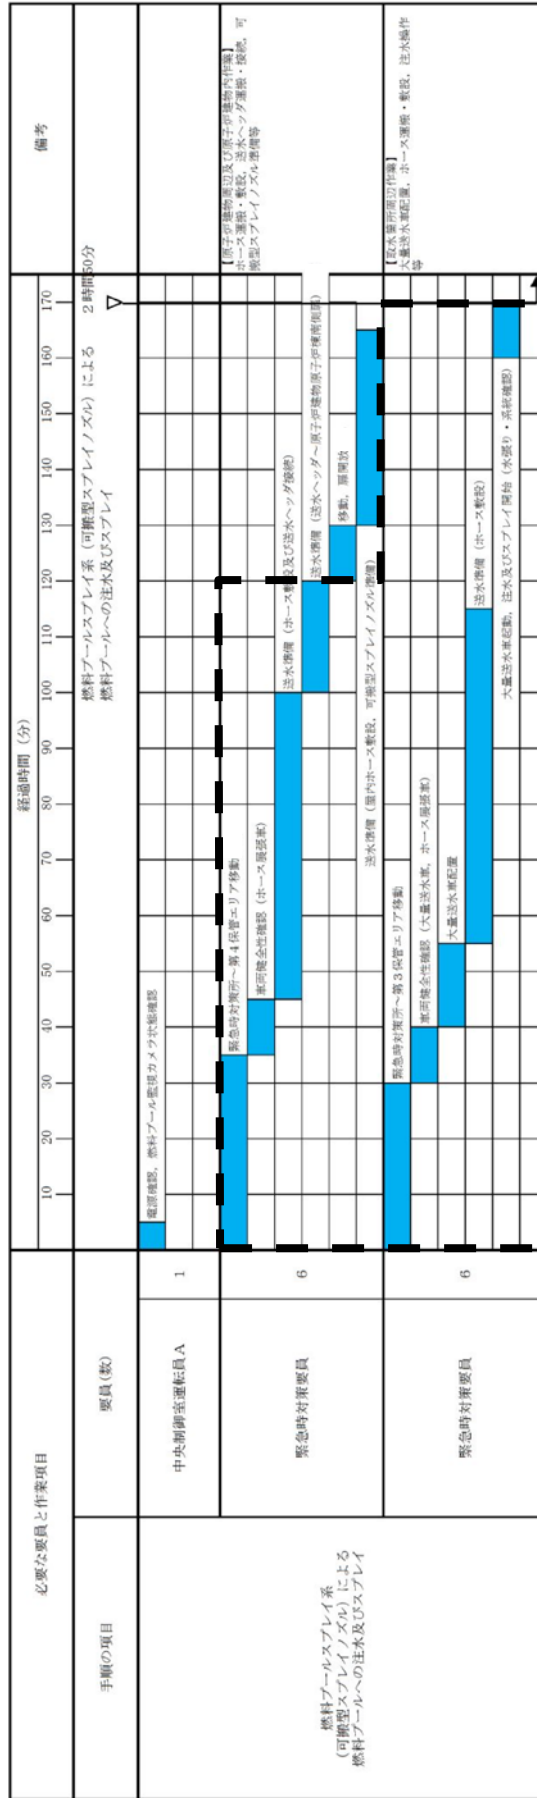 必要な要員と作業項目
経過時間（分）
備考
手順の項目
要員(数)
10 20 30 40 50 60 70 80 90 100 110 120 130 140 150 160 170
燃料プールスプレイ系（可搬型スプレイノズル）による
燃料プールへの注水及びスプレイ
2時間50分
▽
燃料プールスプレイ系
（可搬型スプレイノズル）による
燃料プールへの注水及びスプレイ
中央制御室運転員A
1
電源確認，燃料プール監視カメラ状態確認
緊急時対策要員
6
緊急時対策所～第4保管エリア移動
車両健全性確認（ホース展張車）
送水準備（ホース敷設及び送水ヘッダ接続）
送水準備（送水ヘッダ～原子炉建物原子炉棟南側扉）
移動，扉開放
送水準備（屋内ホース敷設，可搬型スプレイノズル準備）
【原子炉建物周辺及び原子炉建物内作業】
ホース運搬・敷設，送水ヘッダ運搬・接続，可
搬型スプレイノズル準備等
緊急時対策要員
6
緊急時対策所～第3保管エリア移動
車両健全性確認（大量送水車，ホース展張車）
大量送水車配置
送水準備（ホース敷設）
大量送水車起動，注水及びスプレイ開始（水張り・系統確認）
【取水箇所周辺作業】
大量送水車配置，ホース運搬・敷設，注水操作
等